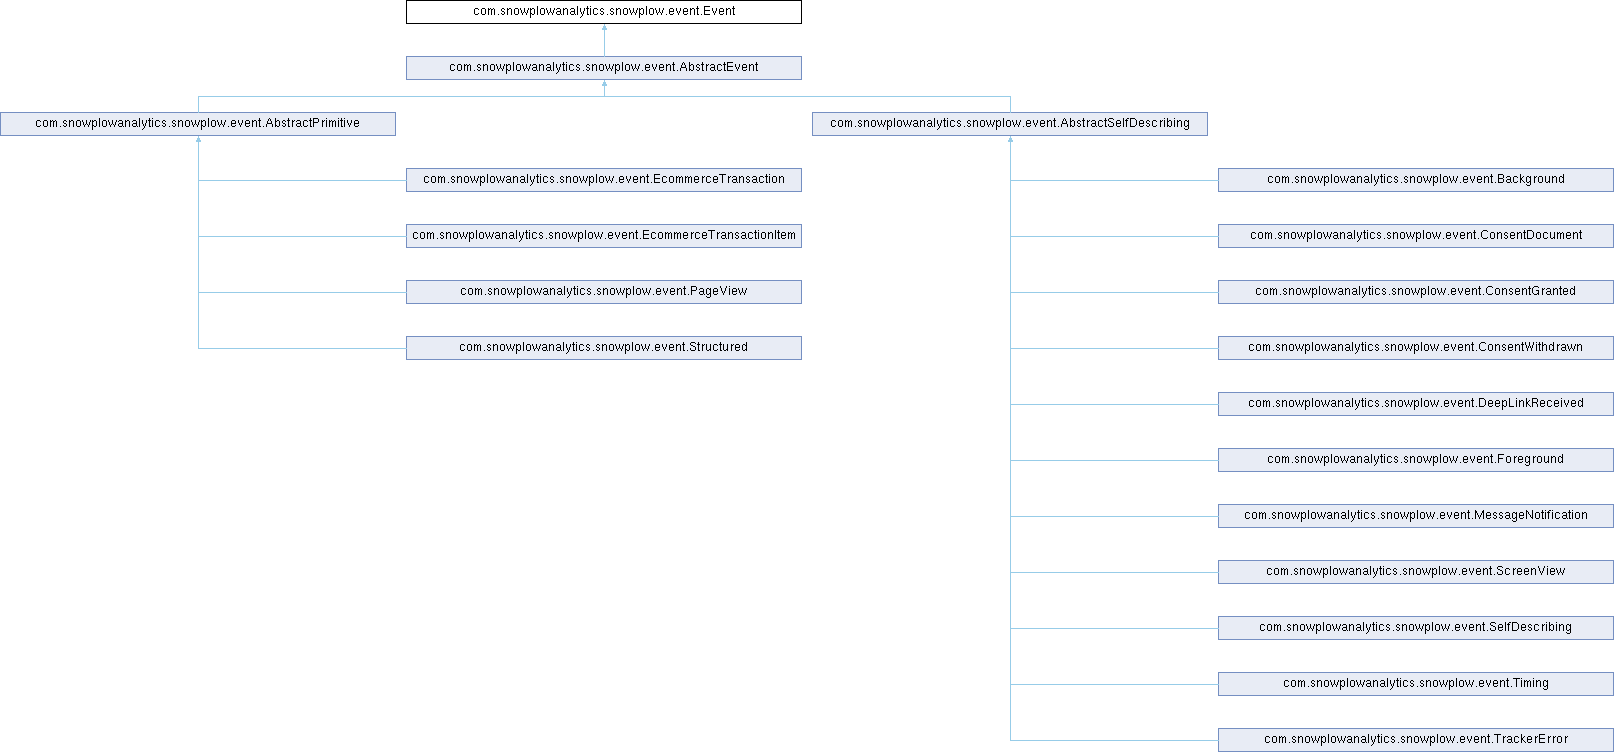 com.snowplowanalytics.snowplow.event.Event
com.snowplowanalytics.snowplow.event.AbstractEvent
com.snowplowanalytics.snowplow.event.AbstractPrimitive
com.snowplowanalytics.snowplow.event.AbstractSelfDescribing
com.snowplowanalytics.snowplow.event.EcommerceTransaction
com.snowplowanalytics.snowplow.event.Background
com.snowplowanalytics.snowplow.event.EcommerceTransactionItem
com.snowplowanalytics.snowplow.event.ConsentDocument
com.snowplowanalytics.snowplow.event.PageView
com.snowplowanalytics.snowplow.event.ConsentGranted
com.snowplowanalytics.snowplow.event.Structured
com.snowplowanalytics.snowplow.event.ConsentWithdrawn
com.snowplowanalytics.snowplow.event.DeepLinkReceived
com.snowplowanalytics.snowplow.event.Foreground
com.snowplowanalytics.snowplow.event.MessageNotification
com.snowplowanalytics.snowplow.event.ScreenView
com.snowplowanalytics.snowplow.event.SelfDescribing
com.snowplowanalytics.snowplow.event.Timing
com.snowplowanalytics.snowplow.event.TrackerError